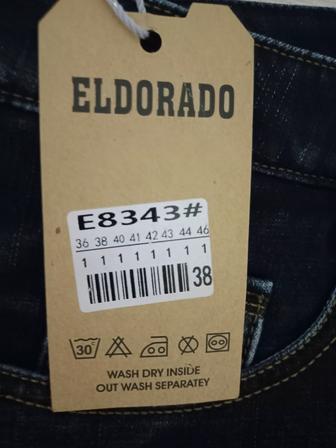 ELDORADO
E8343#
36 38 40 41 42 43 44 46
1 1 1 1 1 1 1 1
38
30
WASH DRY INSIDE
OUT WASH SEPARATEY